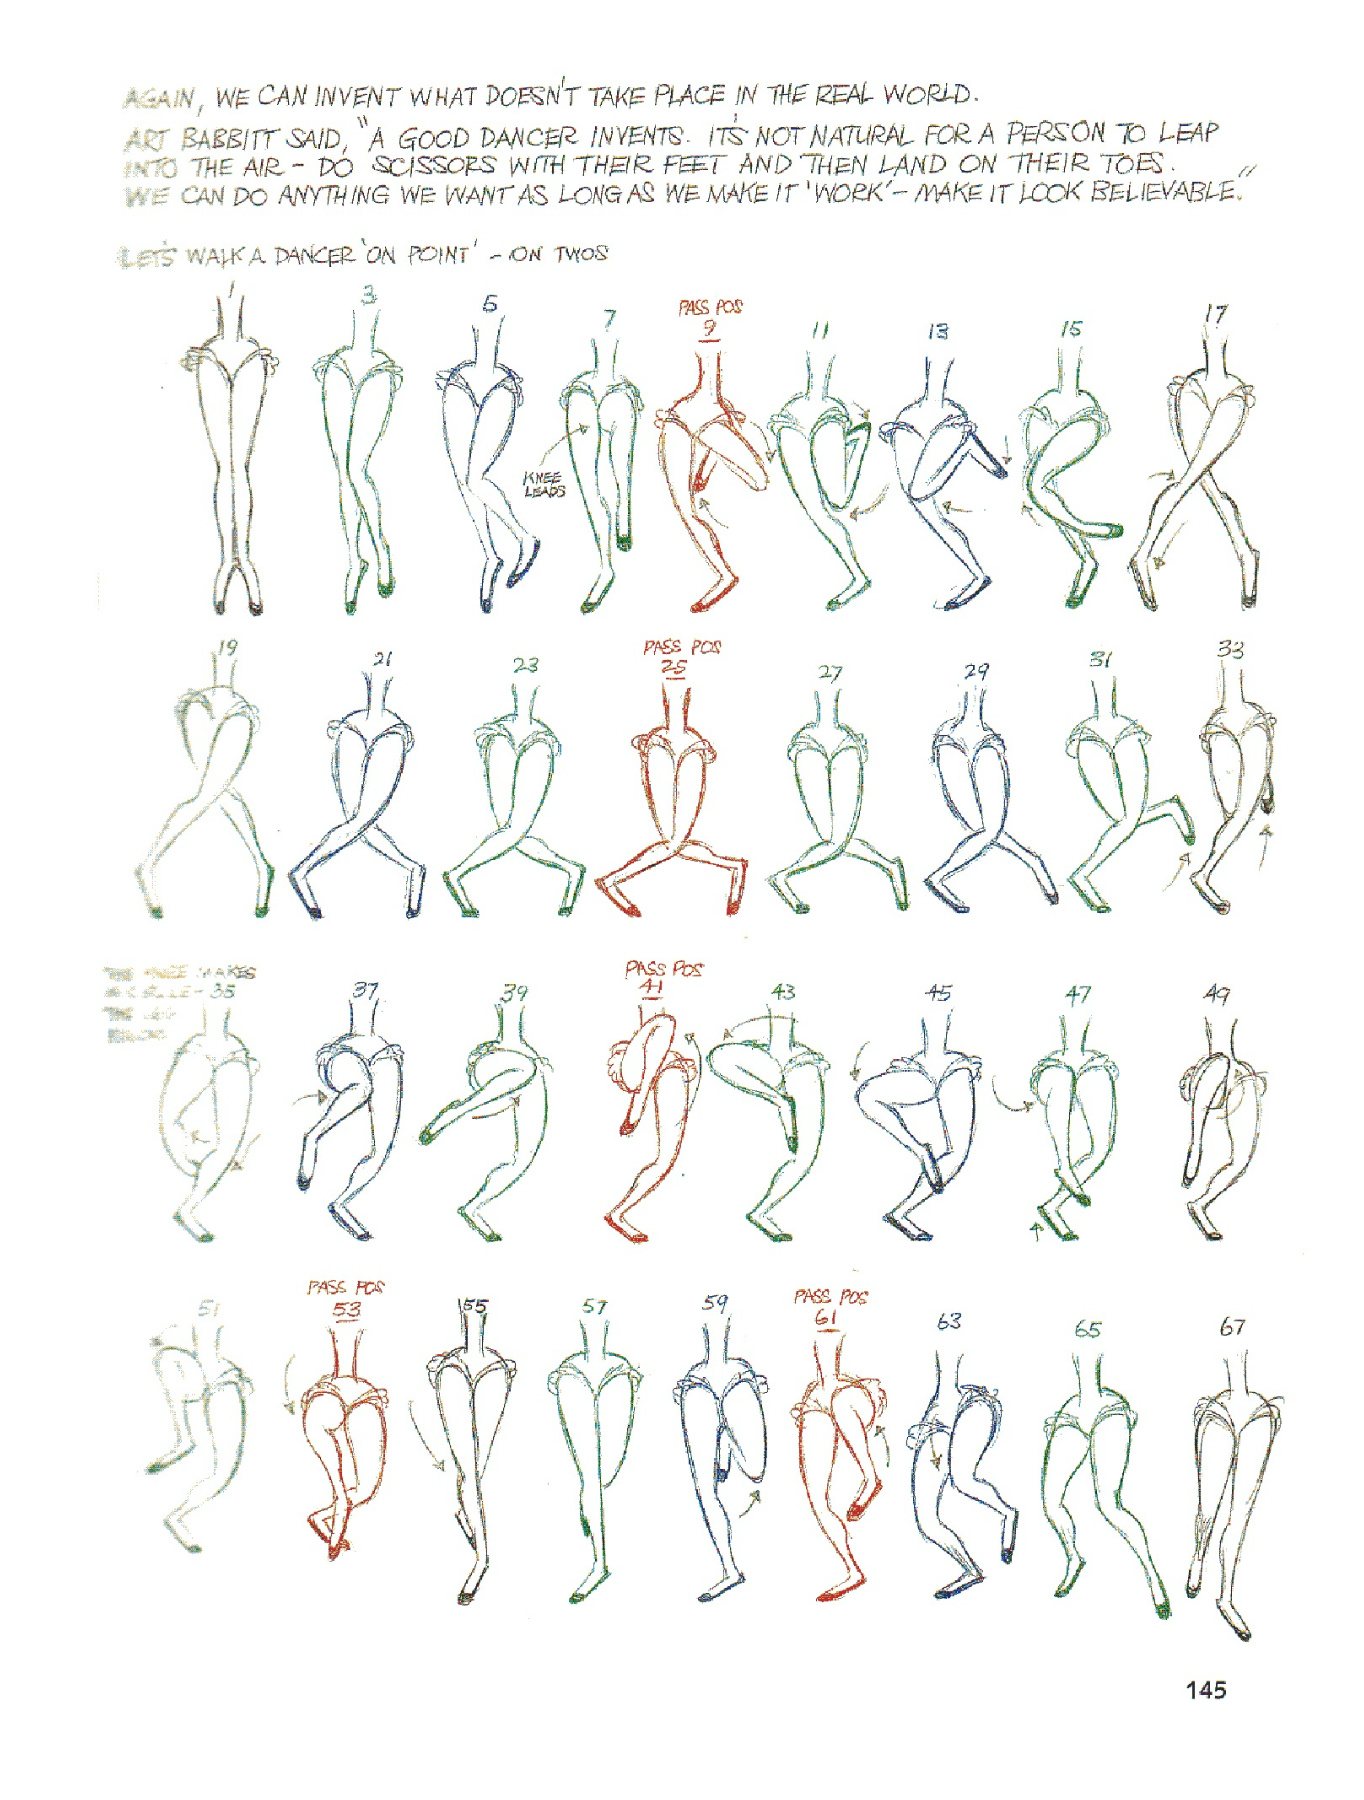 AGAIN, WE CAN INVENT WHAT DOESN'T TAKE PLACE IN THE REAL WORLD.
ART BABBITT SAID, "A GOOD DANCER INVENTS. IT'S NOT NATURAL FOR A PERSON TO LEAP
INTO THE AIR – DO SCISSORS WITH THEIR FEET AND THEN LAND ON THEIR TOES.
WE CAN DO ANYTHING WE WANT AS LONG AS WE MAKE IT 'WORK' – MAKE IT LOOK BELIEVABLE."
LET'S WALK A DANCER 'ON POINT' – ON TWOS
1 3 5 7 PASS POS 9 11 13 15 17
KNEE
LEADS
19 21 23 PASS POS 25 27 29 31 33
THE KNEE MAKES
35 37 39 PASS POS 41 43 45 47 49
THE
51 PASS POS 53 55 57 59 PASS POS 61 63 65 67
145